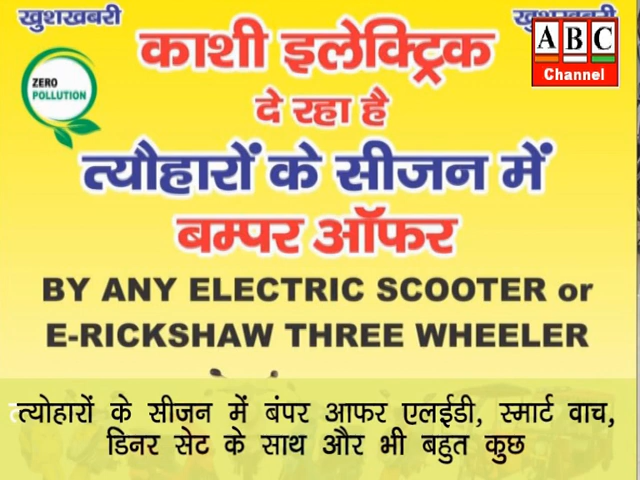 खुशखबरी
खुशखबरी
ABC
Channel
काशी इलेक्ट्रिक
ZERO
POLLUTION
दे रहा है
त्यौहारों के सीजन में
बम्पर ऑफर
BY ANY ELECTRIC SCOOTER or
E-RICKSHAW THREE WHEELER
त्योहारों के सीजन में बंपर आफर एलईडी, स्मार्ट वाच,
डिनर सेट के साथ और भी बहुत कुछ